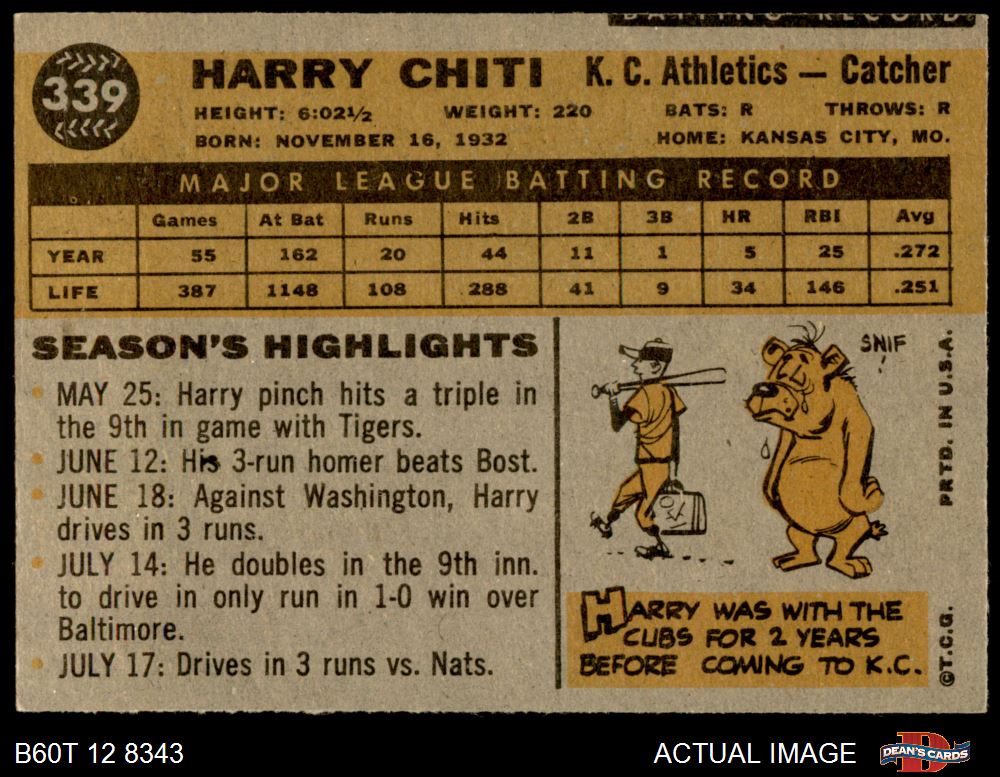 BATTING RECORD
339
HARRY CHITI K. C. Athletics — Catcher
HEIGHT: 6:02½ WEIGHT: 220 BATS: R THROWS: R
BORN: NOVEMBER 16, 1932 HOME: KANSAS CITY, MO.
MAJOR LEAGUE BATTING RECORD
Games At Bat Runs Hits 2B 3B HR RBI Avg
YEAR 55 162 20 44 11 1 5 25 .272
LIFE 387 1148 108 288 41 9 34 146 .251
SEASON'S HIGHLIGHTS
MAY 25: Harry pinch hits a triple in
the 9th in game with Tigers.
JUNE 12: His 3-run homer beats Bost.
JUNE 18: Against Washington, Harry
drives in 3 runs.
JULY 14: He doubles in the 9th inn.
to drive in only run in 1-0 win over
Baltimore.
JULY 17: Drives in 3 runs vs. Nats.
SNIF
HARRY WAS WITH THE
CUBS FOR 2 YEARS
BEFORE COMING TO K.C.
PRTD. IN U.S.A.
©T.C.G.
B60T 12 8343
ACTUAL IMAGE
DEAN'S CARDS